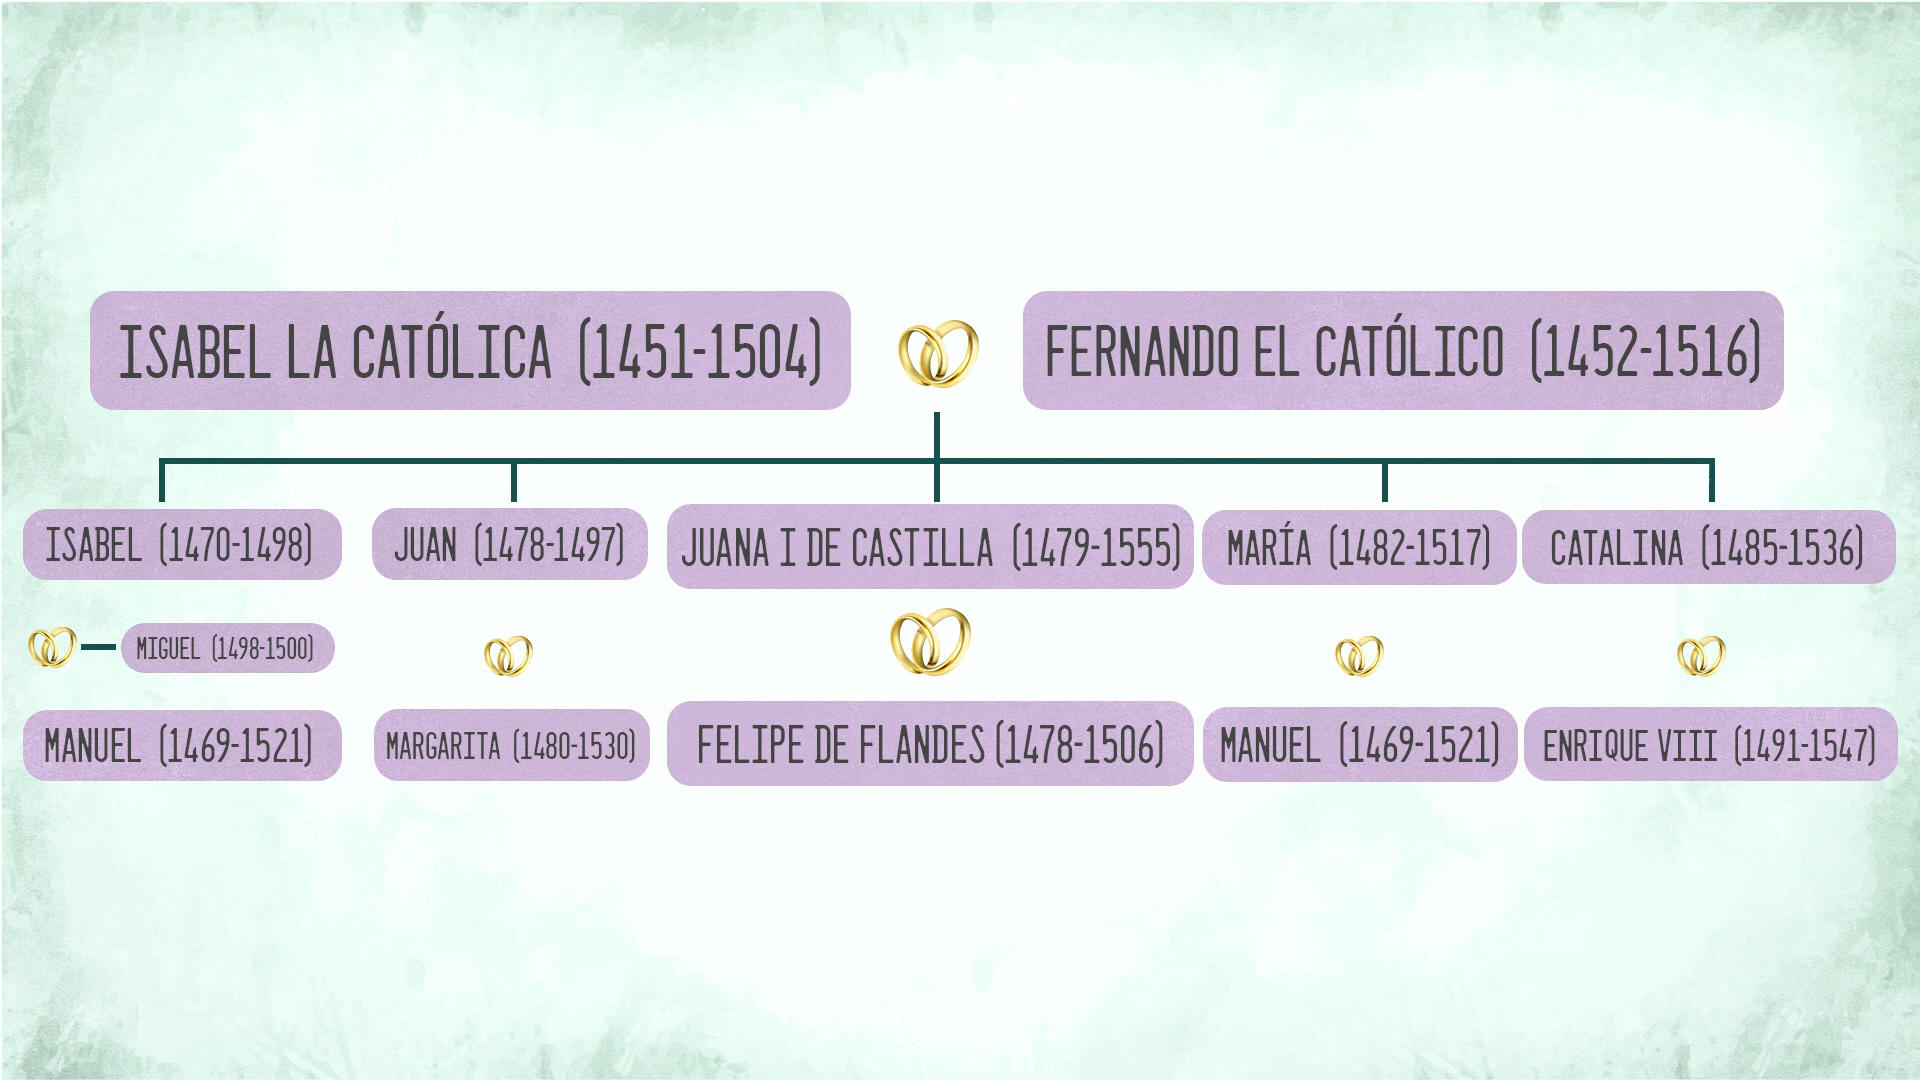 ISABEL LA CATÓLICA (1451-1504)
FERNANDO EL CATÓLICO (1452-1516)
ISABEL (1470-1498)
JUAN (1478-1497)
JUANA I DE CASTILLA (1479-1555)
MARÍA (1482-1517)
CATALINA (1485-1536)
MIGUEL (1498-1500)
MANUEL (1469-1521)
MARGARITA (1480-1530)
FELIPE DE FLANDES (1478-1506)
MANUEL (1469-1521)
ENRIQUE VIII (1491-1547)